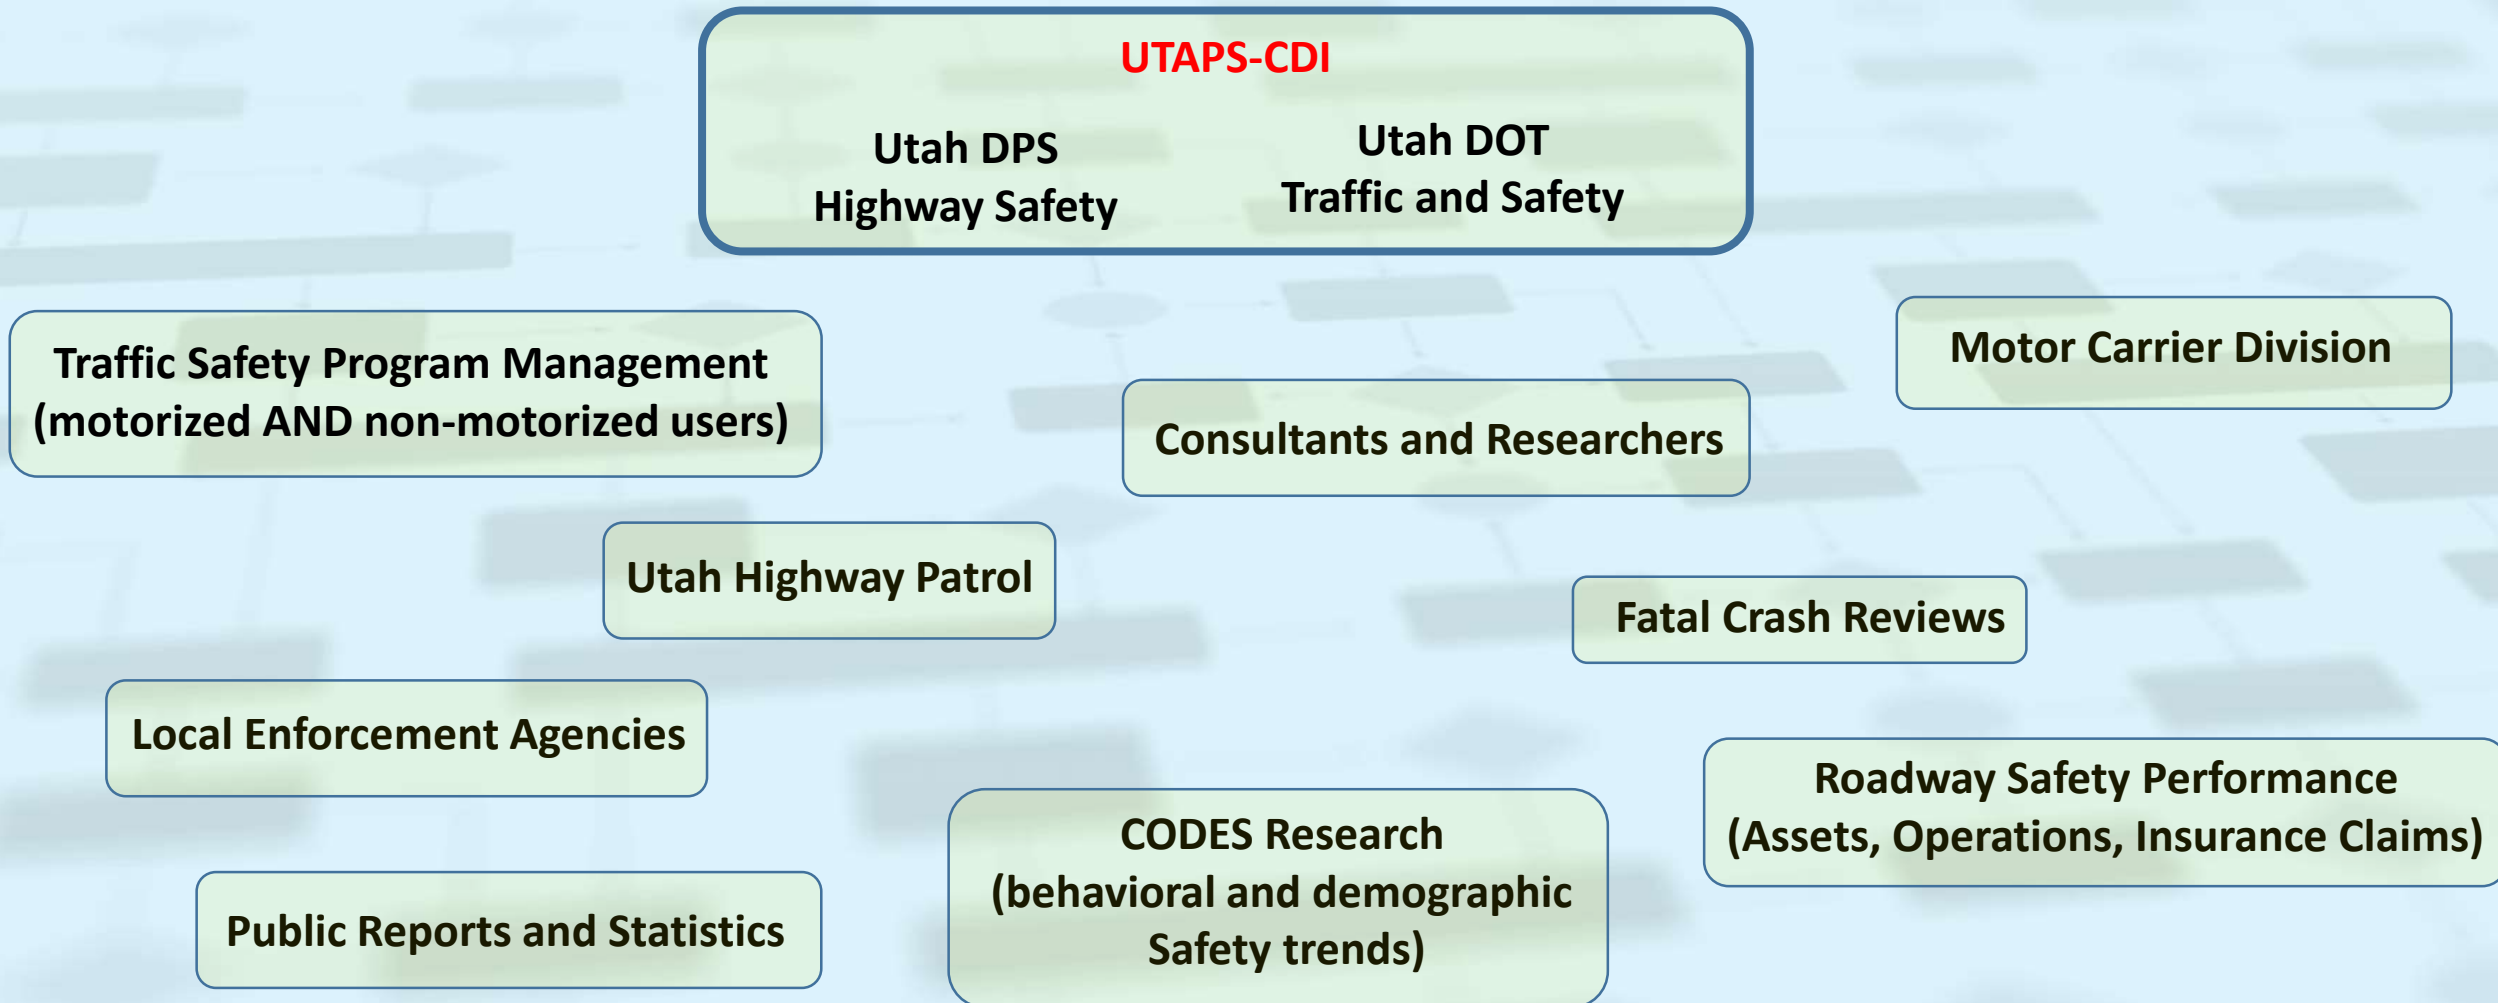 UTAPS-CDI
Utah DPS
Highway Safety
Utah DOT
Traffic and Safety
Traffic Safety Program Management
(motorized AND non-motorized users)
Motor Carrier Division
Consultants and Researchers
Utah Highway Patrol
Fatal Crash Reviews
Local Enforcement Agencies
Roadway Safety Performance
(Assets, Operations, Insurance Claims)
CODES Research
(behavioral and demographic
Safety trends)
Public Reports and Statistics